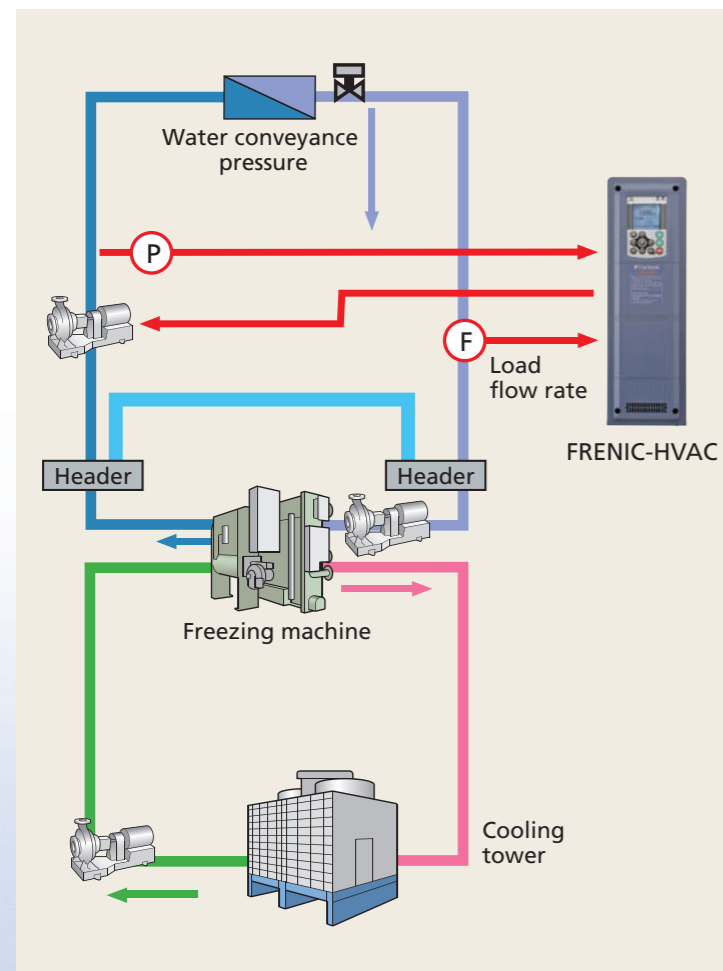 Water conveyance
pressure
P
F
Load
flow rate
FRENIC-HVAC
Header
Header
Freezing machine
Cooling
tower